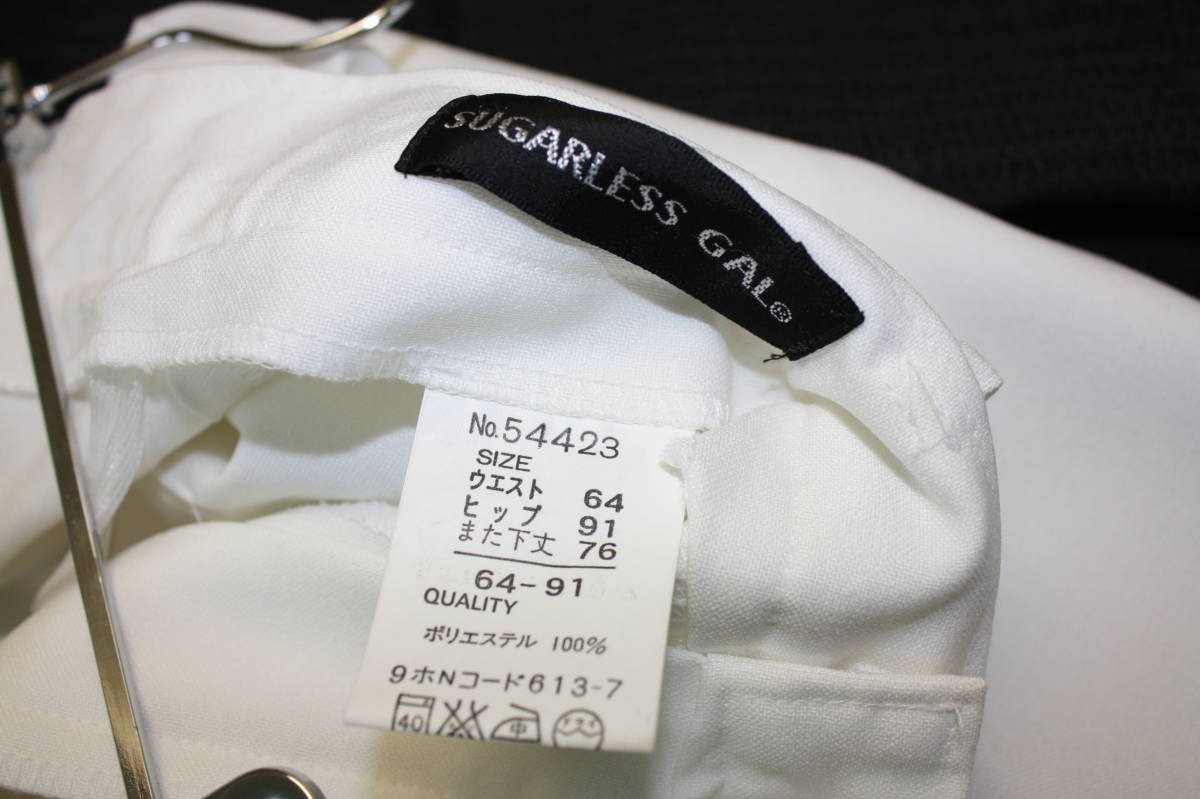 SUGARLESS GAL®
No.54423
SIZE
ウエスト 64
ヒップ 91
また下丈 76
64-91
QUALITY
ポリエステル 100%
9ホNコード613-7
40 中